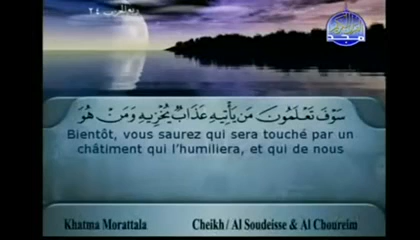 سَوْفَ تَعْلَمُونَ مَن يَأْتِيهِ عَذَابٌ يُخْزِيهِ وَمَنْ هُوَ
Bientôt, vous saurez qui sera touché par un
châtiment qui l’humiliera, et qui de nous
Khatma Morattala Cheikh/ Al Soudeisse & Al Choureim